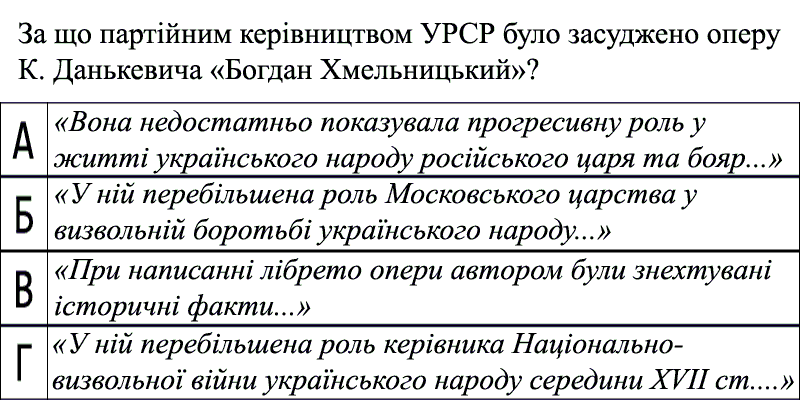 За що партійним керівництвом УРСР було засуджено оперу
К. Данькевича «Богдан Хмельницький»?
А
«Вона недостатньо показувала прогресивну роль у
житті українського народу російського царя та бояр...»
Б
«У ній перебільшена роль Московського царства у
визвольній боротьбі українського народу...»
В
«При написанні лібрето опери автором були знехтувані
історичні факти...»
Г
«У ній перебільшена роль керівника Національно-
визвольної війни українського народу середини XVII ст....»